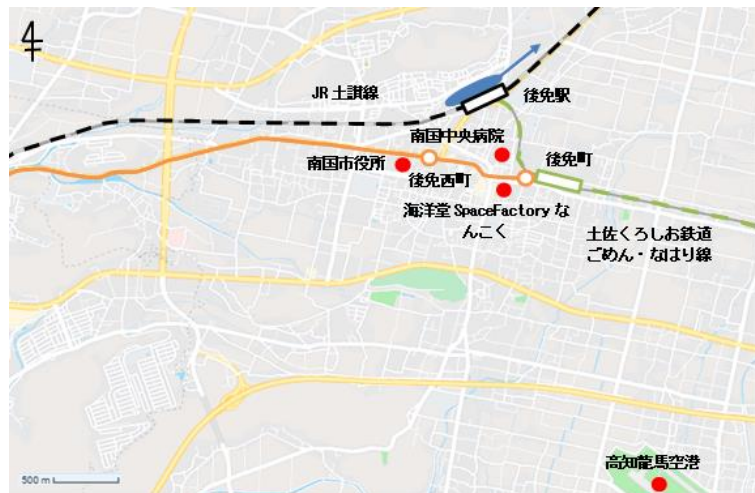 JR 土讃線
後免駅
南国中央病院
南国市役所
後免西町
後免町
海洋堂 SpaceFactory な
んこく
土佐くろしお鉄道
ごめん・なはり線
高知龍馬空港
500 m